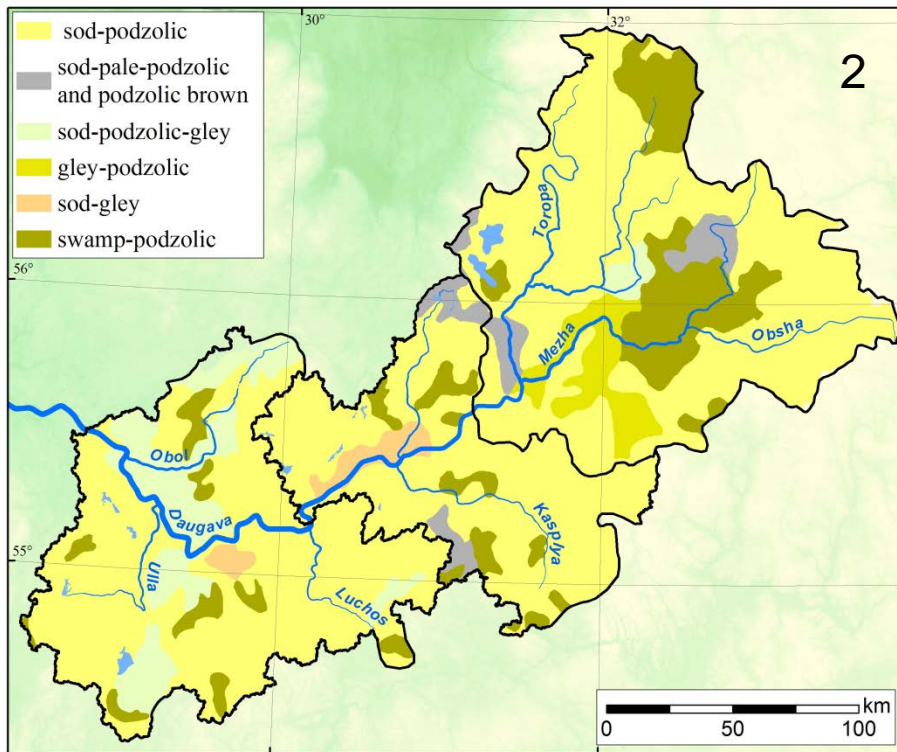 30°
32°
2
sod-podzolic
sod-pale-podzolic
and podzolic brown
sod-podzolic-gley
gley-podzolic
sod-gley
swamp-podzolic
56°
55°
Toropa
Mezha
Obsha
Obol
Daugava
Ulla
Luchos
Kasplya
km
0 50 100